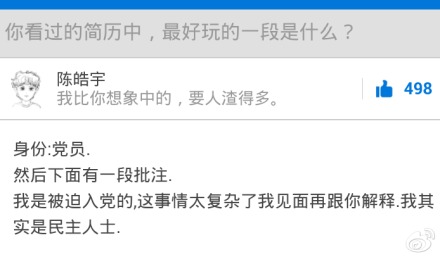 你看过的简历中，最好玩的一段是什么？
陈皓宇
我比你想象中的，要人渣得多。
498
身份:党员.
然后下面有一段批注.
我是被迫入党的,这事情太复杂了我见面再跟你解释.我其
实是民主人士.